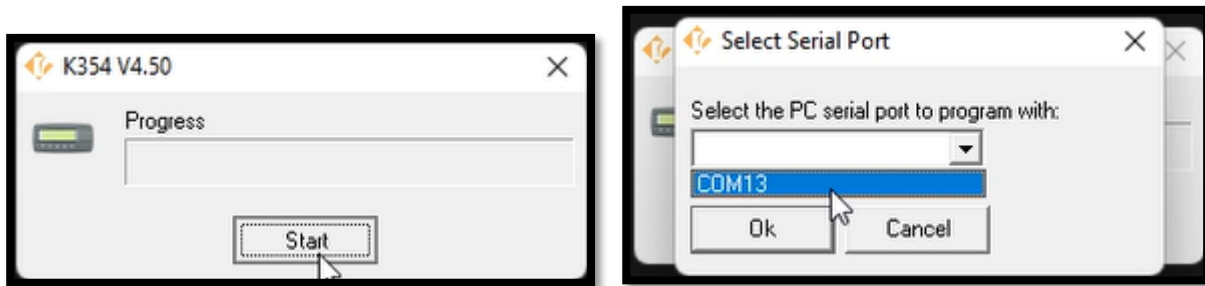 K354 V4.50
Progress
Start
Select Serial Port
Select the PC serial port to program with:
COM13
Ok
Cancel